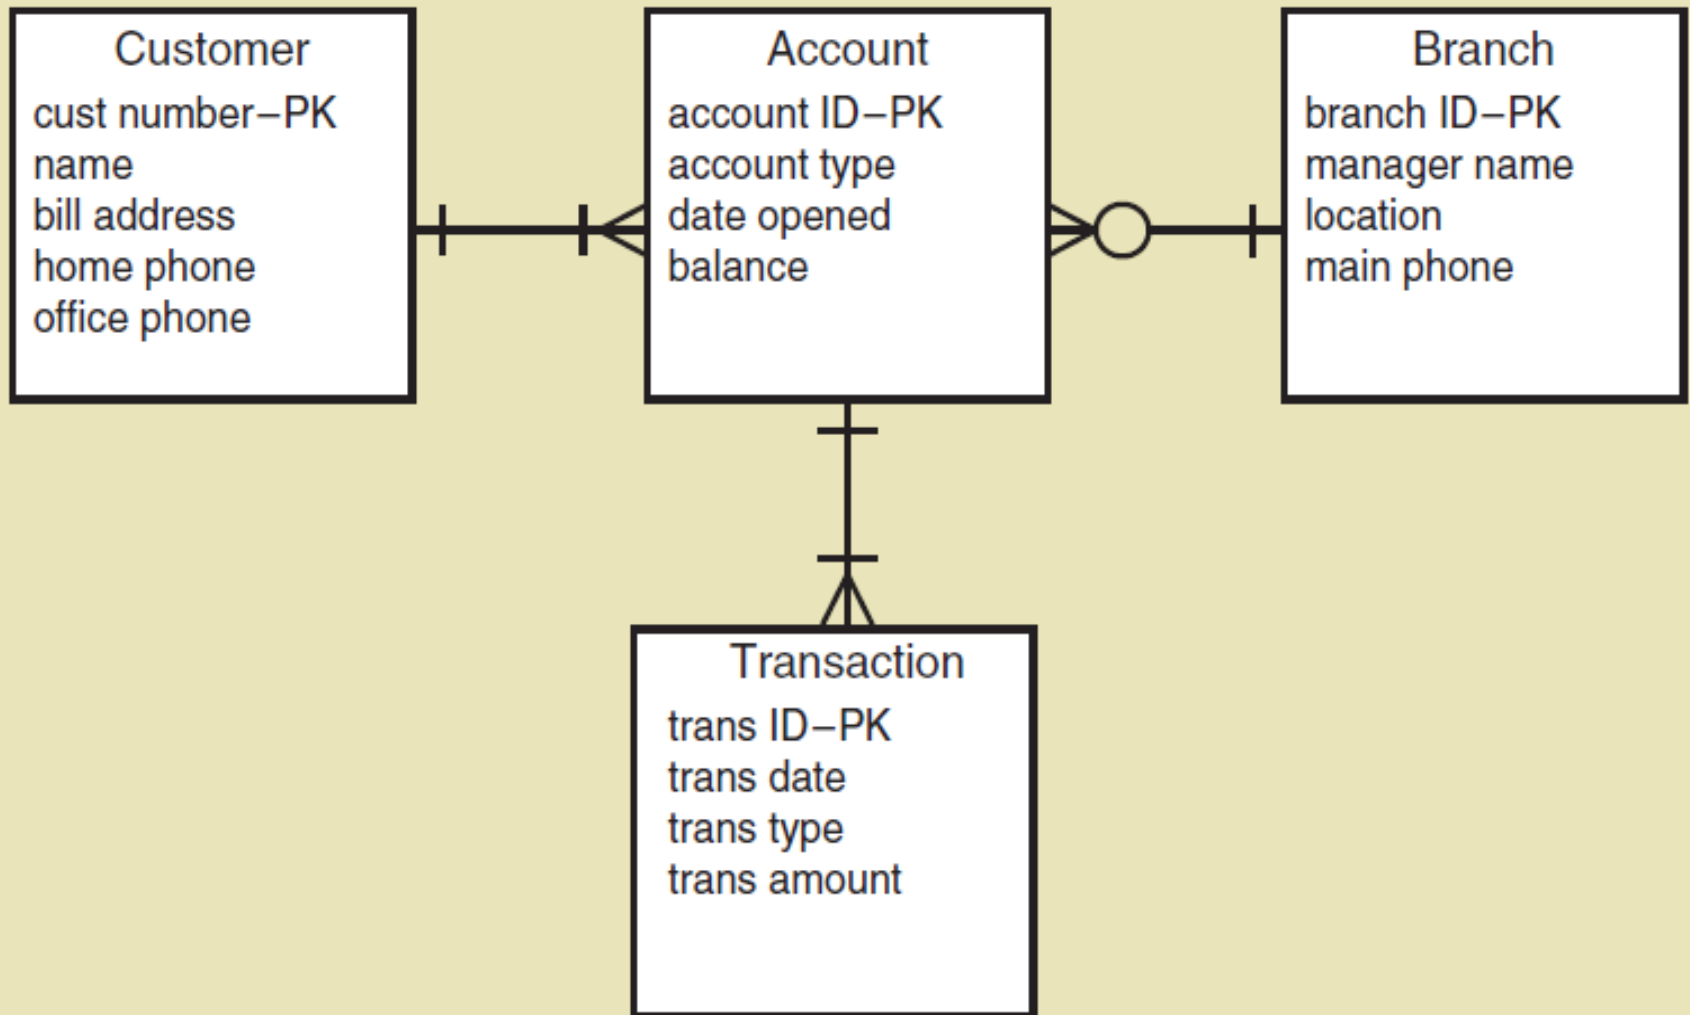 Customer
cust number–PK
name
bill address
home phone
office phone
Account
account ID–PK
account type
date opened
balance
Branch
branch ID–PK
manager name
location
main phone
Transaction
trans ID–PK
trans date
trans type
trans amount